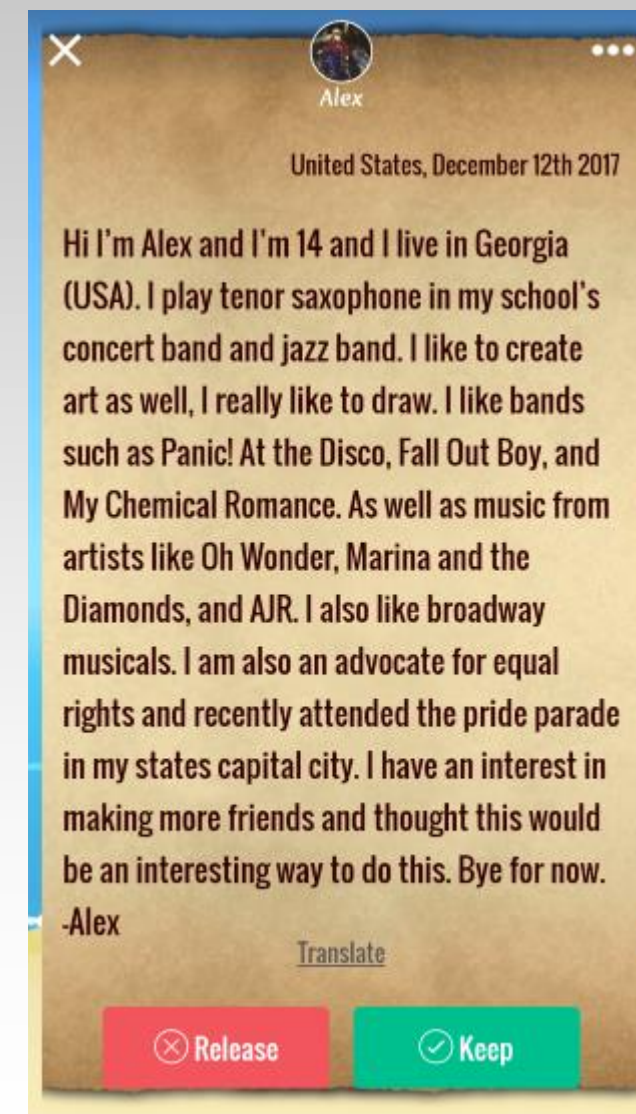 Alex
United States, December 12th 2017
Hi I'm Alex and I'm 14 and I live in Georgia
(USA). I play tenor saxophone in my school's
concert band and jazz band. I like to create
art as well, I really like to draw. I like bands
such as Panic! At the Disco, Fall Out Boy, and
My Chemical Romance. As well as music from
artists like Oh Wonder, Marina and the
Diamonds, and AJR. I also like broadway
musicals. I am also an advocate for equal
rights and recently attended the pride parade
in my states capital city. I have an interest in
making more friends and thought this would
be an interesting way to do this. Bye for now.
-Alex
Translate
Release
Keep